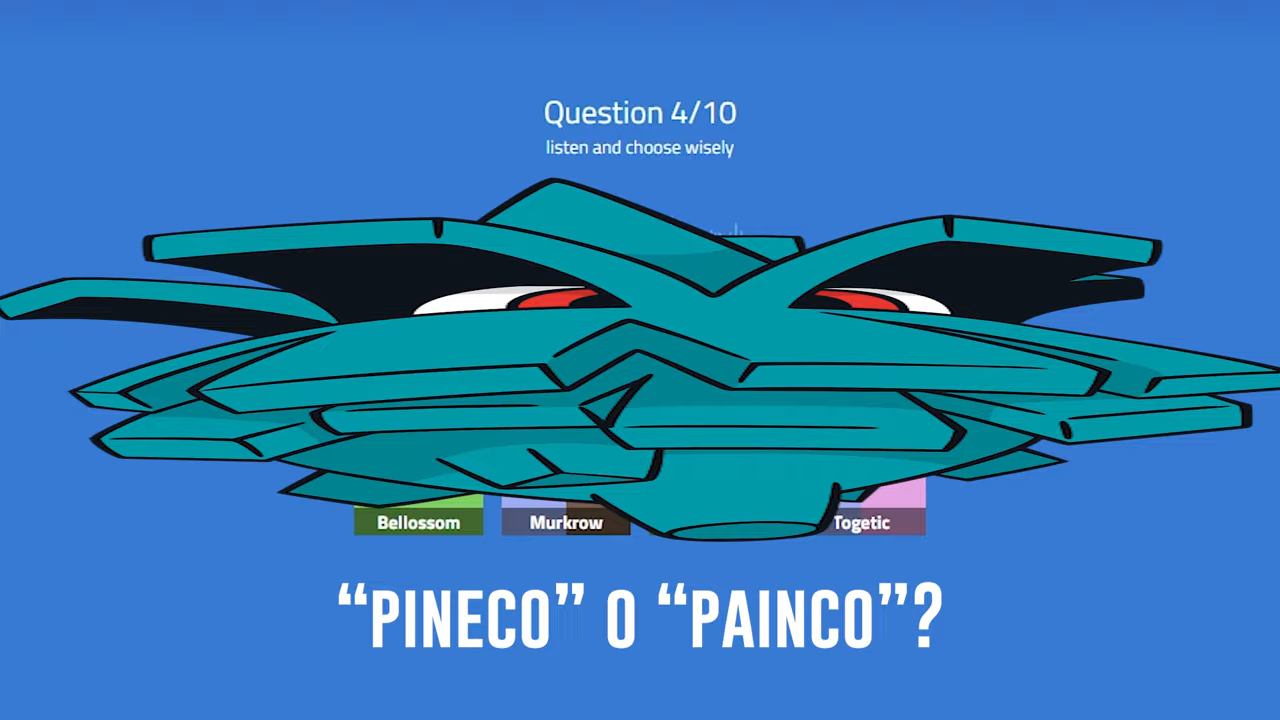 Question 4/10
listen and choose wisely
Bellossom
Murkrow
Togetic
“PINECO” O “PAINCO”?